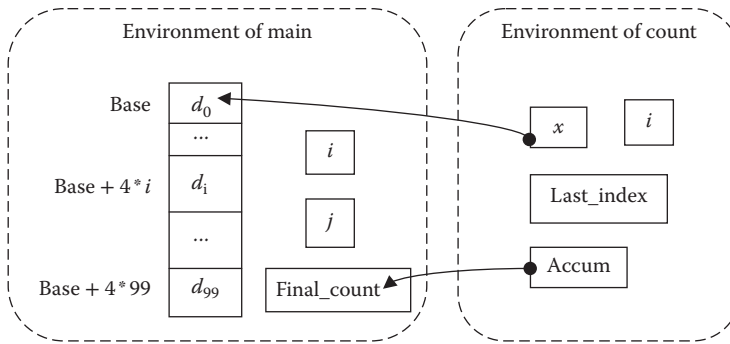 Environment of main
Environment of count
Base
d₀
...
x
i
i
Base + 4*i
dᵢ
Last_index
j
...
Accum
Base + 4*99
d₉₉
Final_count